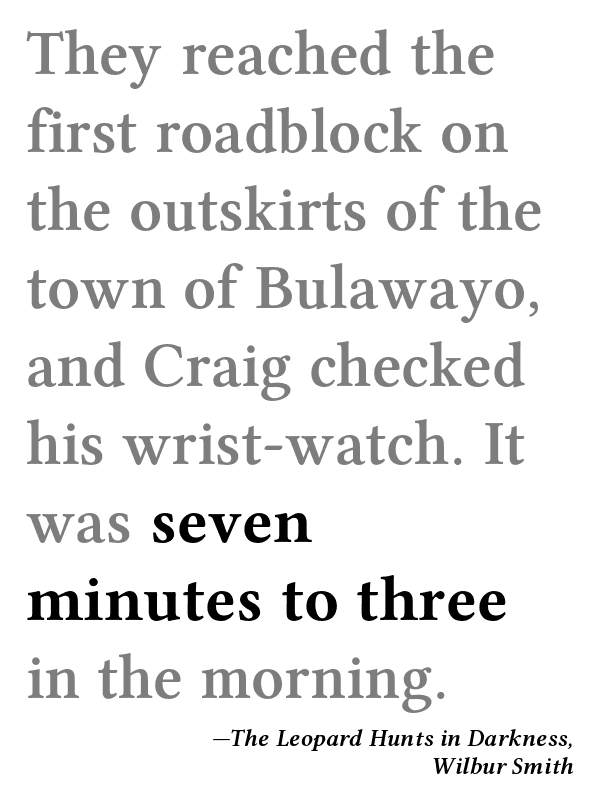 They reached the
first roadblock on
the outskirts of the
town of Bulawayo,
and Craig checked
his wrist-watch. It
was seven
minutes to three
in the morning.
—The Leopard Hunts in Darkness,
Wilbur Smith